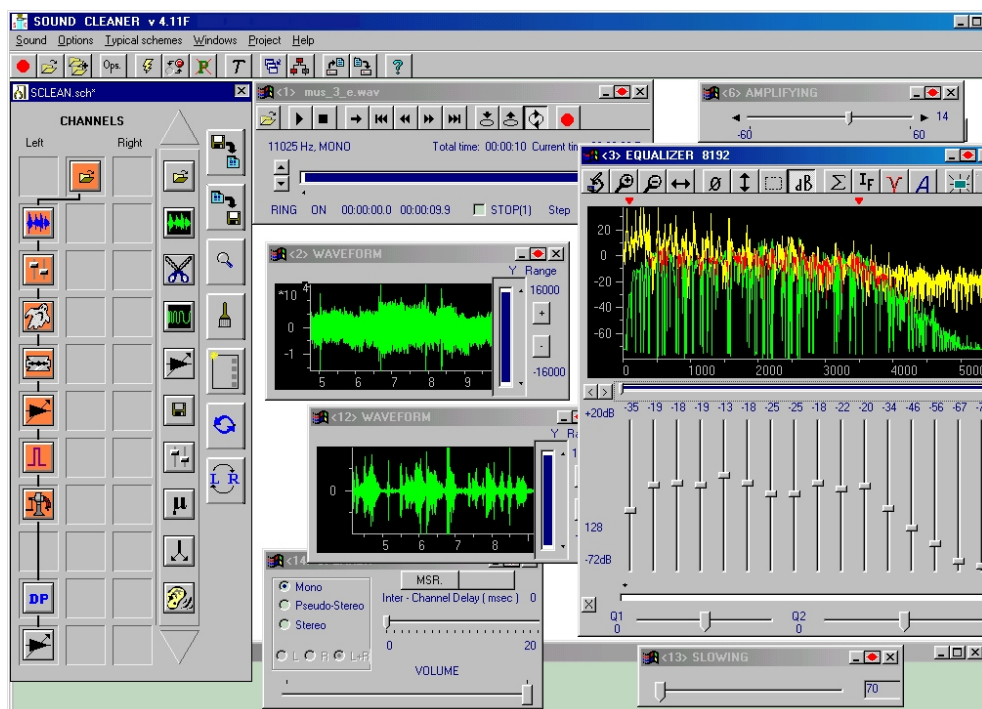 SOUND CLEANER v 4.11F
Sound Options Typical schemes Windows Project Help
Ops. T ?
SCLEAN.sch*
CHANNELS
Left Right
DP
µ
L R
<1> mus_3_e.wav
11025 Hz, MONO Total time: 00:00:10 Current tim
RING ON 00:00:00.0 00:00:09.9 STOP(1) Step
<6> AMPLIFYING
14
-60 60
<2> WAVEFORM
Y Range
*10 4
0
-1
5 6 7 8 9
16000
+
-
-16000
<12> WAVEFORM
Y Ra
0
5 6 7 8
<3> EQUALIZER 8192
ø dB Σ IF A
20
0
-20
-40
-60
0 1000 2000 3000 4000 5000
+20dB -35 -19 -18 -19 -13 -18 -25 -25 -18 -22 -20 -34 -46 -56 -67
128
-72dB
X Q1 Q2
0 0
<14>
Mono
Pseudo-Stereo
Stereo
L R L+R
MSR.
Inter - Channel Delay ( msec ) 0
0 20
VOLUME
<13> SLOWING
70